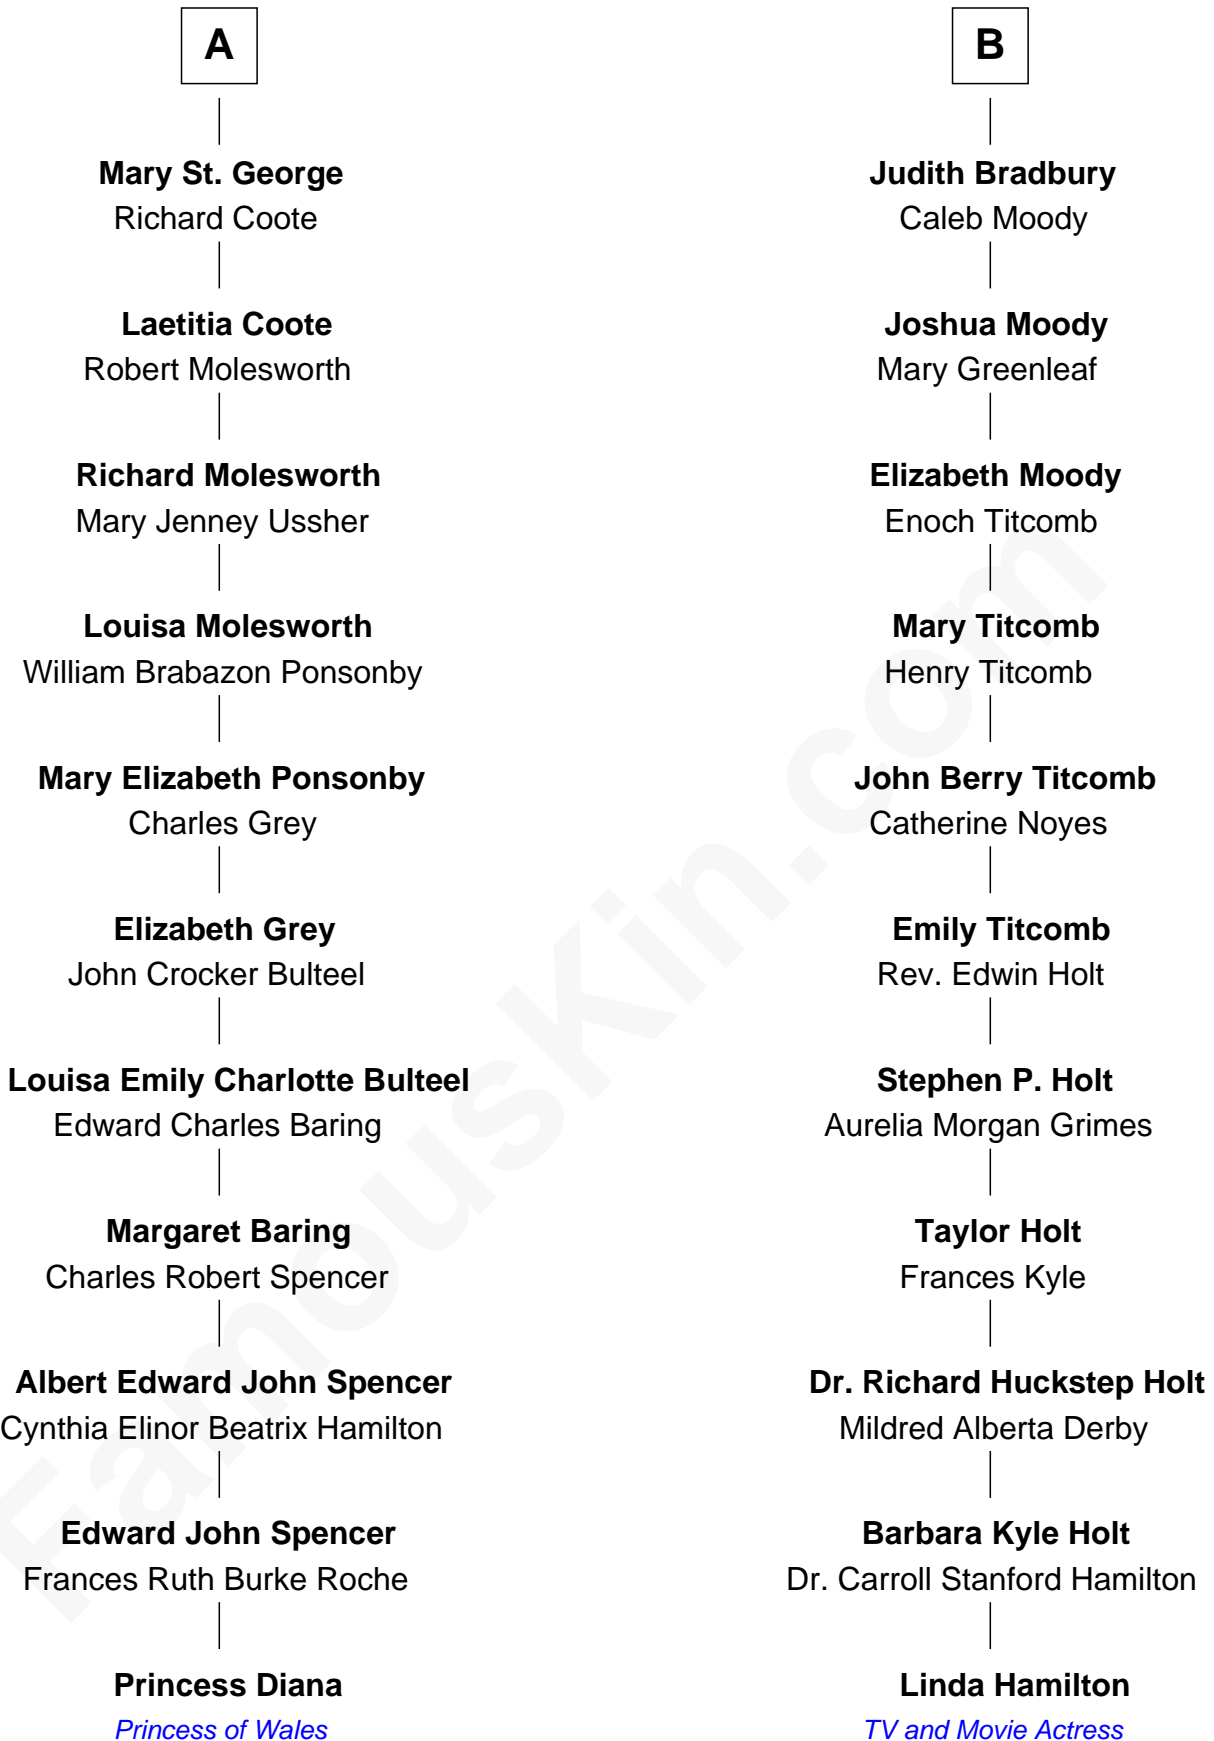 A
Mary St. George
Richard Coote
Laetitia Coote
Robert Molesworth
Richard Molesworth
Mary Jenney Ussher
Louisa Molesworth
William Brabazon Ponsonby
Mary Elizabeth Ponsonby
Charles Grey
Elizabeth Grey
John Crocker Bulteel
Louisa Emily Charlotte Bulteel
Edward Charles Baring
Margaret Baring
Charles Robert Spencer
Albert Edward John Spencer
Cynthia Elinor Beatrix Hamilton
Edward John Spencer
Frances Ruth Burke Roche
Princess Diana
Princess of Wales
B
Judith Bradbury
Caleb Moody
Joshua Moody
Mary Greenleaf
Elizabeth Moody
Enoch Titcomb
Mary Titcomb
Henry Titcomb
John Berry Titcomb
Catherine Noyes
Emily Titcomb
Rev. Edwin Holt
Stephen P. Holt
Aurelia Morgan Grimes
Taylor Holt
Frances Kyle
Dr. Richard Huckstep Holt
Mildred Alberta Derby
Barbara Kyle Holt
Dr. Carroll Stanford Hamilton
Linda Hamilton
TV and Movie Actress
FamousKin.com